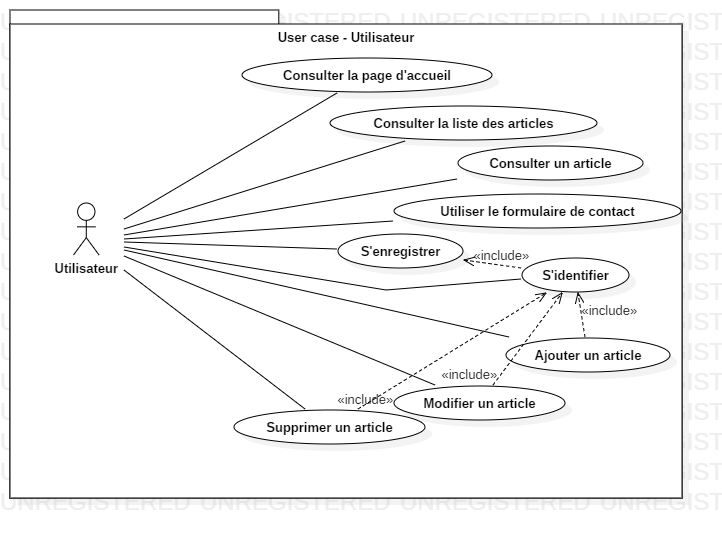 User case - Utilisateur
Consulter la page d'accueil
Consulter la liste des articles
Consulter un article
Utiliser le formulaire de contact
S'enregistrer
«include»
S'identifier
Utilisateur
«include»
Ajouter un article
«include»
Modifier un article
«include»
Supprimer un article
UNREGISTERED UNREGISTERED UNREGISTERED UNREGIST